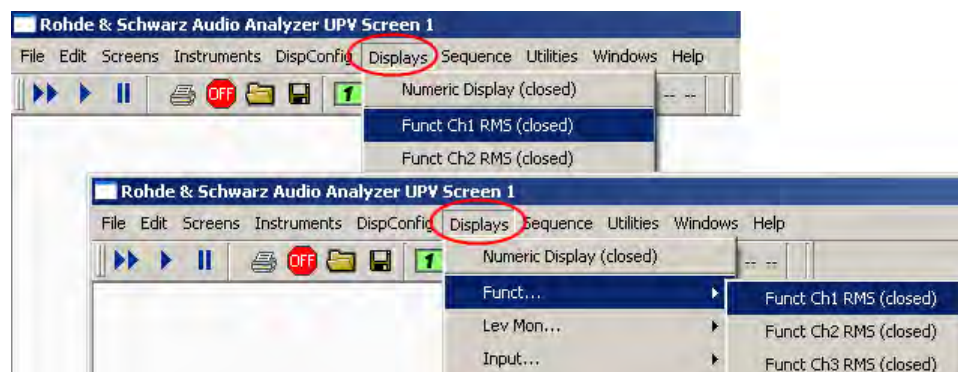 Rohde & Schwarz Audio Analyzer UPV Screen 1
File Edit Screens Instruments DispConfig Displays Sequence Utilities Windows Help
OFF 1 -- --
Numeric Display (closed)
Funct Ch1 RMS (closed)
Funct Ch2 RMS (closed)
Rohde & Schwarz Audio Analyzer UPV Screen 1
File Edit Screens Instruments DispConfig Displays Sequence Utilities Windows Help
OFF 1 -- --
Numeric Display (closed)
Funct...
Funct Ch1 RMS (closed)
Lev Mon...
Funct Ch2 RMS (closed)
Input...
Funct Ch3 RMS (closed)